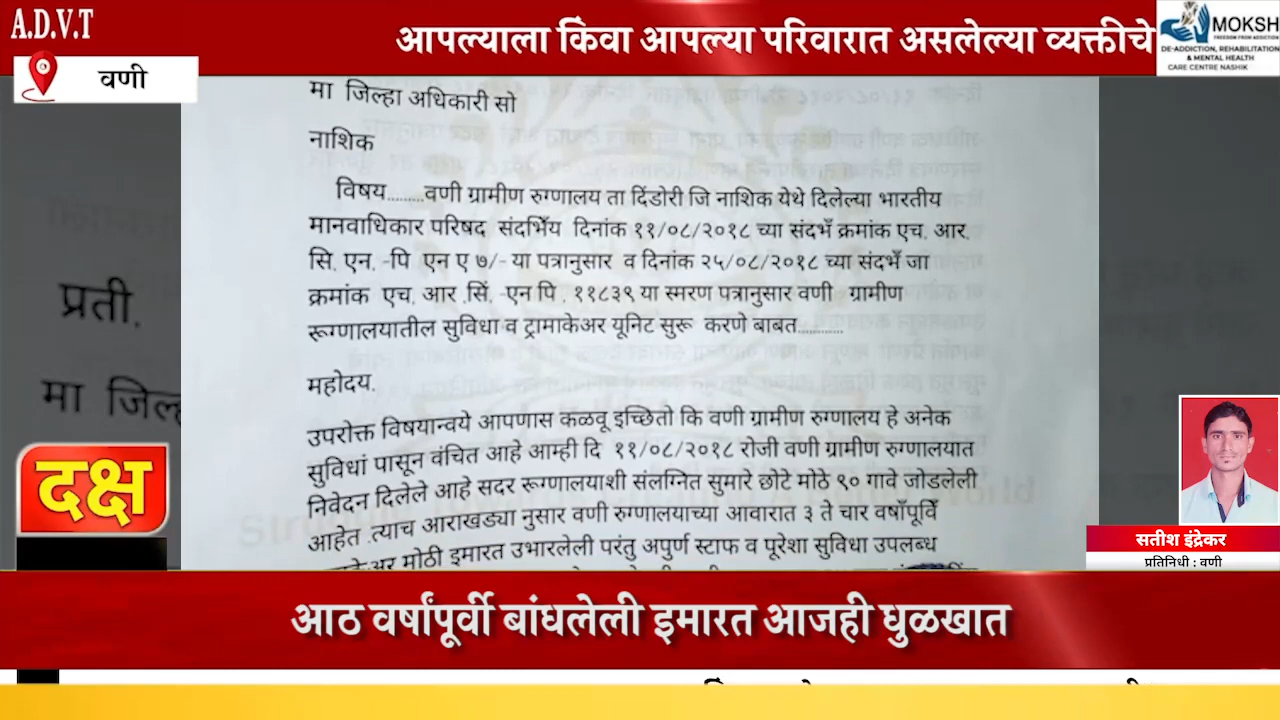 A.D.V.T
आपल्याला किंवा आपल्या परिवारात असलेल्या व्यक्तीचे
MOKSH
FREEDOM FROM ADDICTION
DE-ADDICTION, REHABILITATION
& MENTAL HEALTH
CARE CENTRE NASHIK
वणी
मा जिल्हा अधिकारी सो
नाशिक
विषय.........वणी ग्रामीण रुग्णालय ता दिंडोरी जि नाशिक येथे दिलेल्या भारतीय
मानवाधिकार परिषद संदर्भिय दिनांक ११/०८/२०१८ च्या संदर्भ क्रमांक एच. आर.
सि. एन. -पि एन ए ७/- या पत्रानुसार व दिनांक २५/०८/२०१८ च्या संदर्भ जा
क्रमांक एच. आर .सिं. -एन पि . ११८३९ या स्मरण पत्रानुसार वणी ग्रामीण
रूग्णालयातील सुविधा व ट्रामाकेअर यूनिट सुरू करणे बाबत............
महोदय.
उपरोक्त विषयान्वये आपणास कळवू इच्छितो कि वणी ग्रामीण रुग्णालय हे अनेक
सुविधां पासून वंचित आहे आम्ही दि ११/०८/२०१८ रोजी वणी ग्रामीण रुग्णालयात
निवेदन दिलेले आहे सदर रूग्णालयाशी संलग्नित सुमारे छोटे मोठे ९० गावे जोडलेली
आहेत .त्याच आराखड्या नुसार वणी रुग्णालयाच्या आवारात ३ ते चार वर्षांपूर्वि
मोठी इमारत उभारलेली परंतु अपुर्ण स्टाफ व पूरेशा सुविधा उपलब्ध
प्रती.
मा जिल्ह
दक्ष
सतीश इंद्रेकर
प्रतिनिधी : वणी
आठ वर्षांपूर्वी बांधलेली इमारत आजही धुळखात